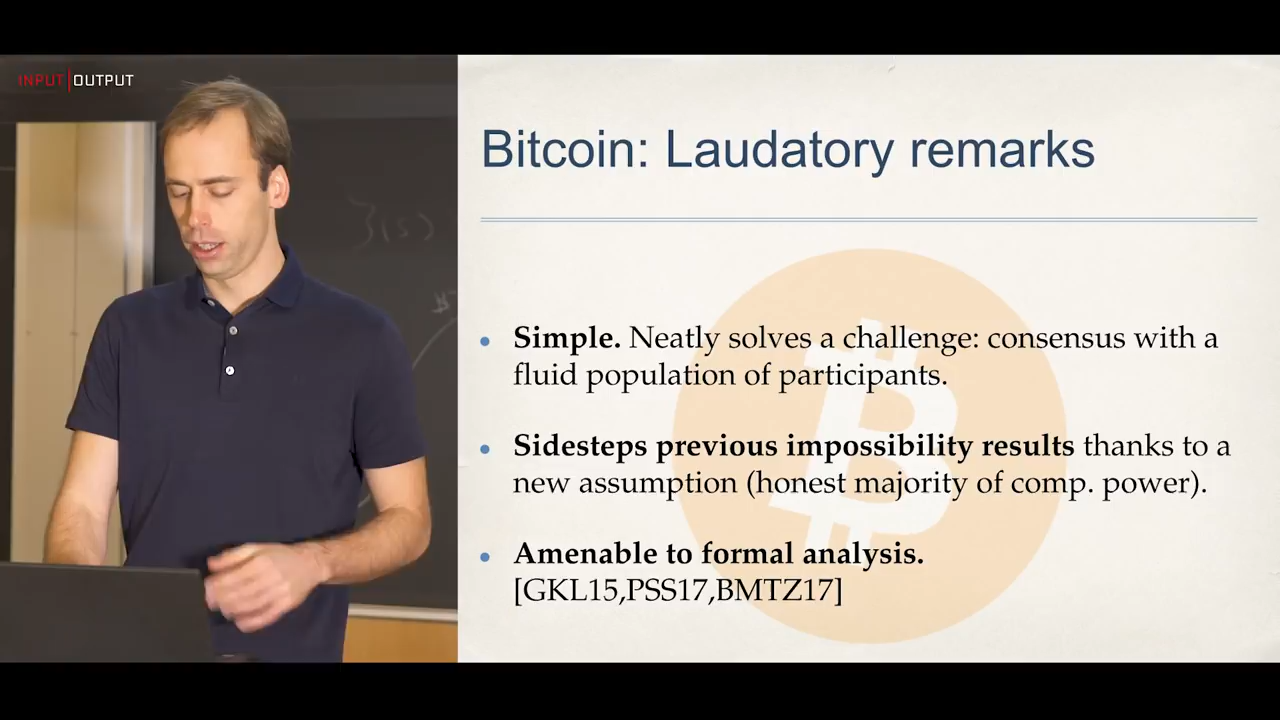 INPUT|OUTPUT
Bitcoin: Laudatory remarks
ζ(s)
• Simple. Neatly solves a challenge: consensus with a
fluid population of participants.
• Sidesteps previous impossibility results thanks to a
new assumption (honest majority of comp. power).
• Amenable to formal analysis.
[GKL15,PSS17,BMTZ17]